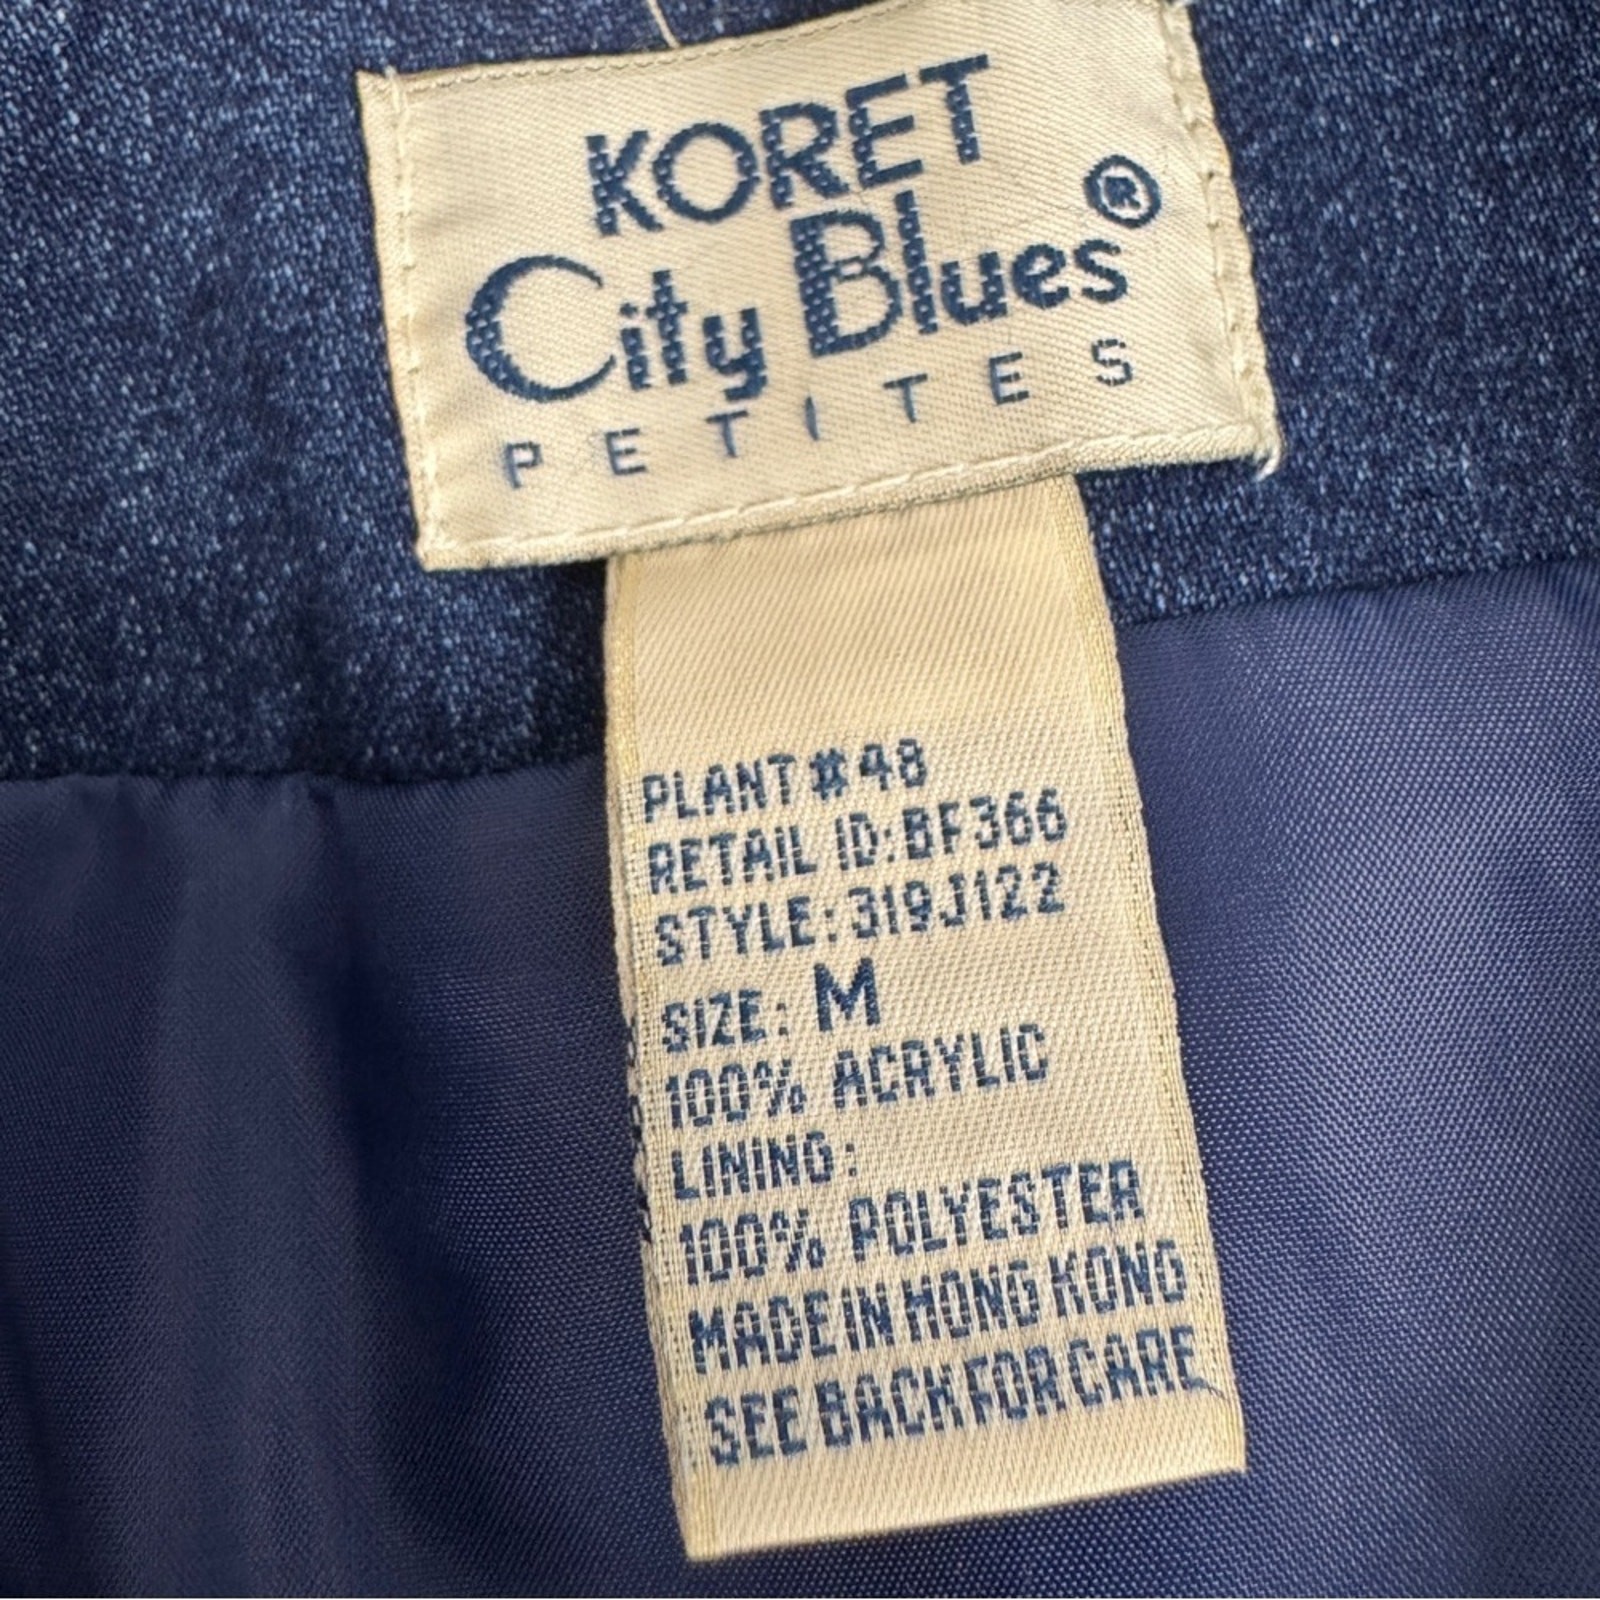 KORET
City Blues ®
PETITES
PLANT #48
RETAIL ID: BF366
STYLE: 319J122
SIZE: M
100% ACRYLIC
LINING:
100% POLYESTER
MADE IN HONG KONG
SEE BACK FOR CARE